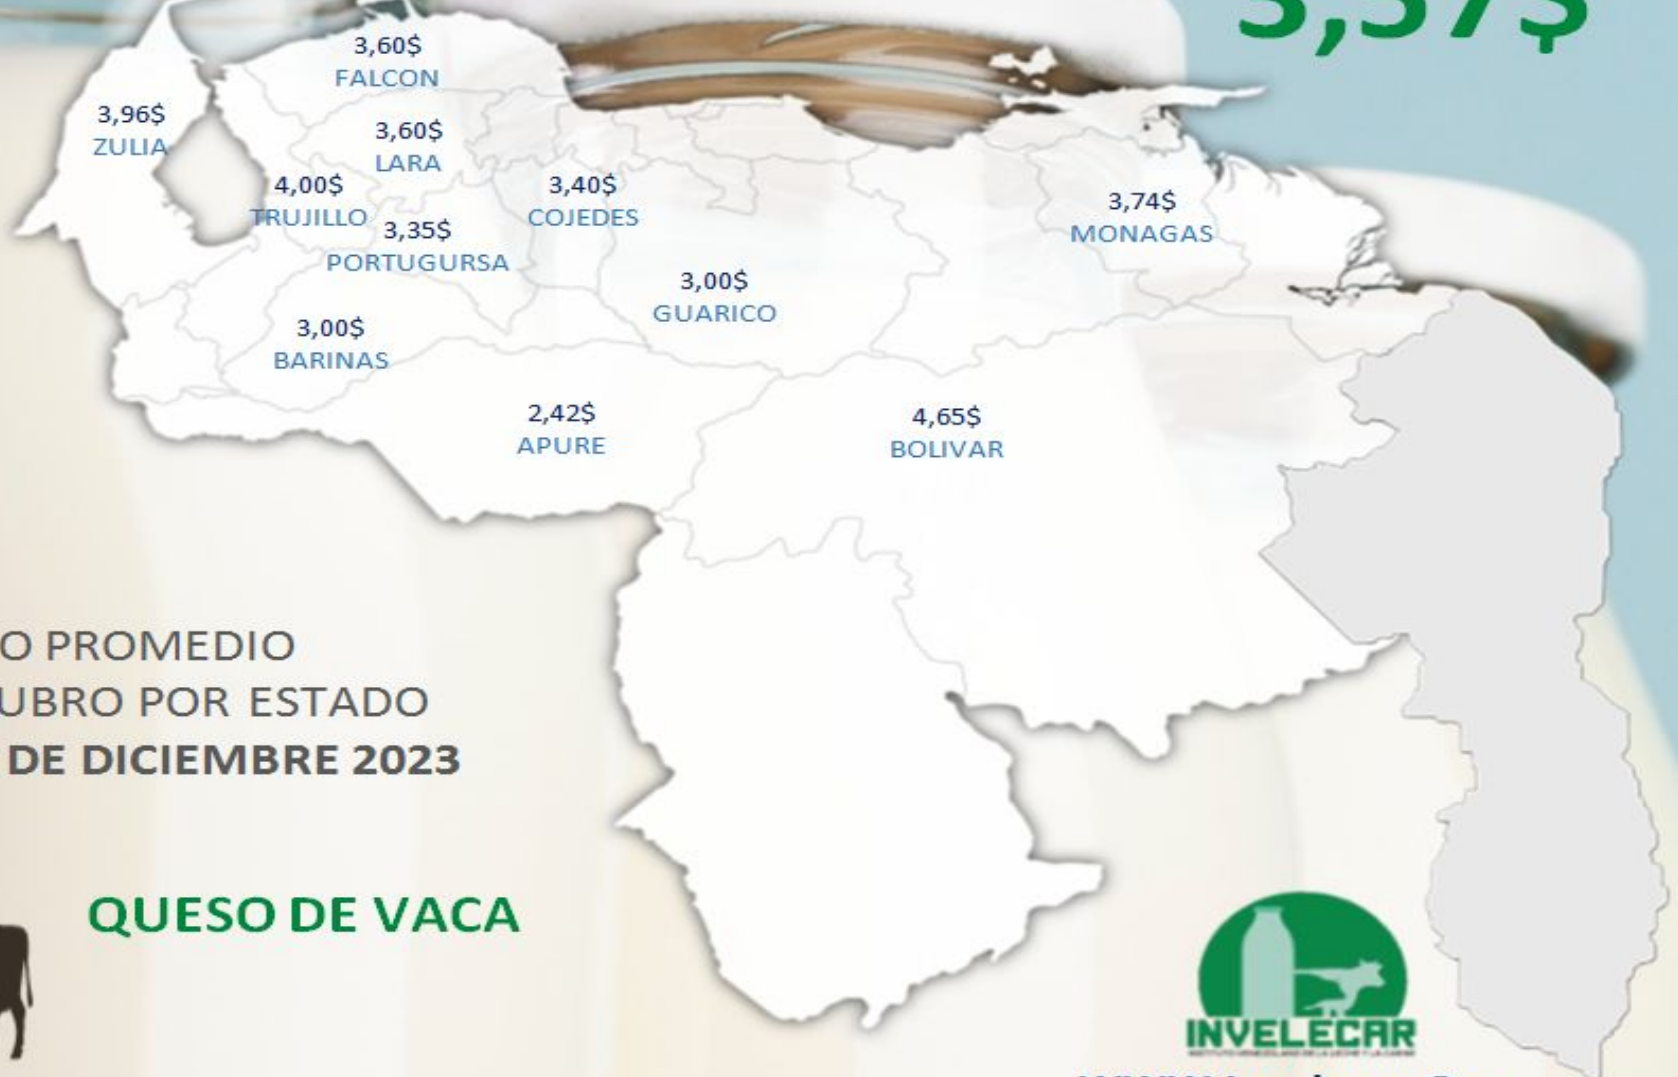 3,57$
3,60$
FALCON
3,96$
ZULIA
3,60$
LARA
4,00$
TRUJILLO
3,40$
COJEDES
3,74$
MONAGAS
3,35$
PORTUGURSA
3,00$
GUARICO
3,00$
BARINAS
2,42$
APURE
4,65$
BOLIVAR
O PROMEDIO
UBRO POR ESTADO
DE DICIEMBRE 2023
QUESO DE VACA
INVELECAR